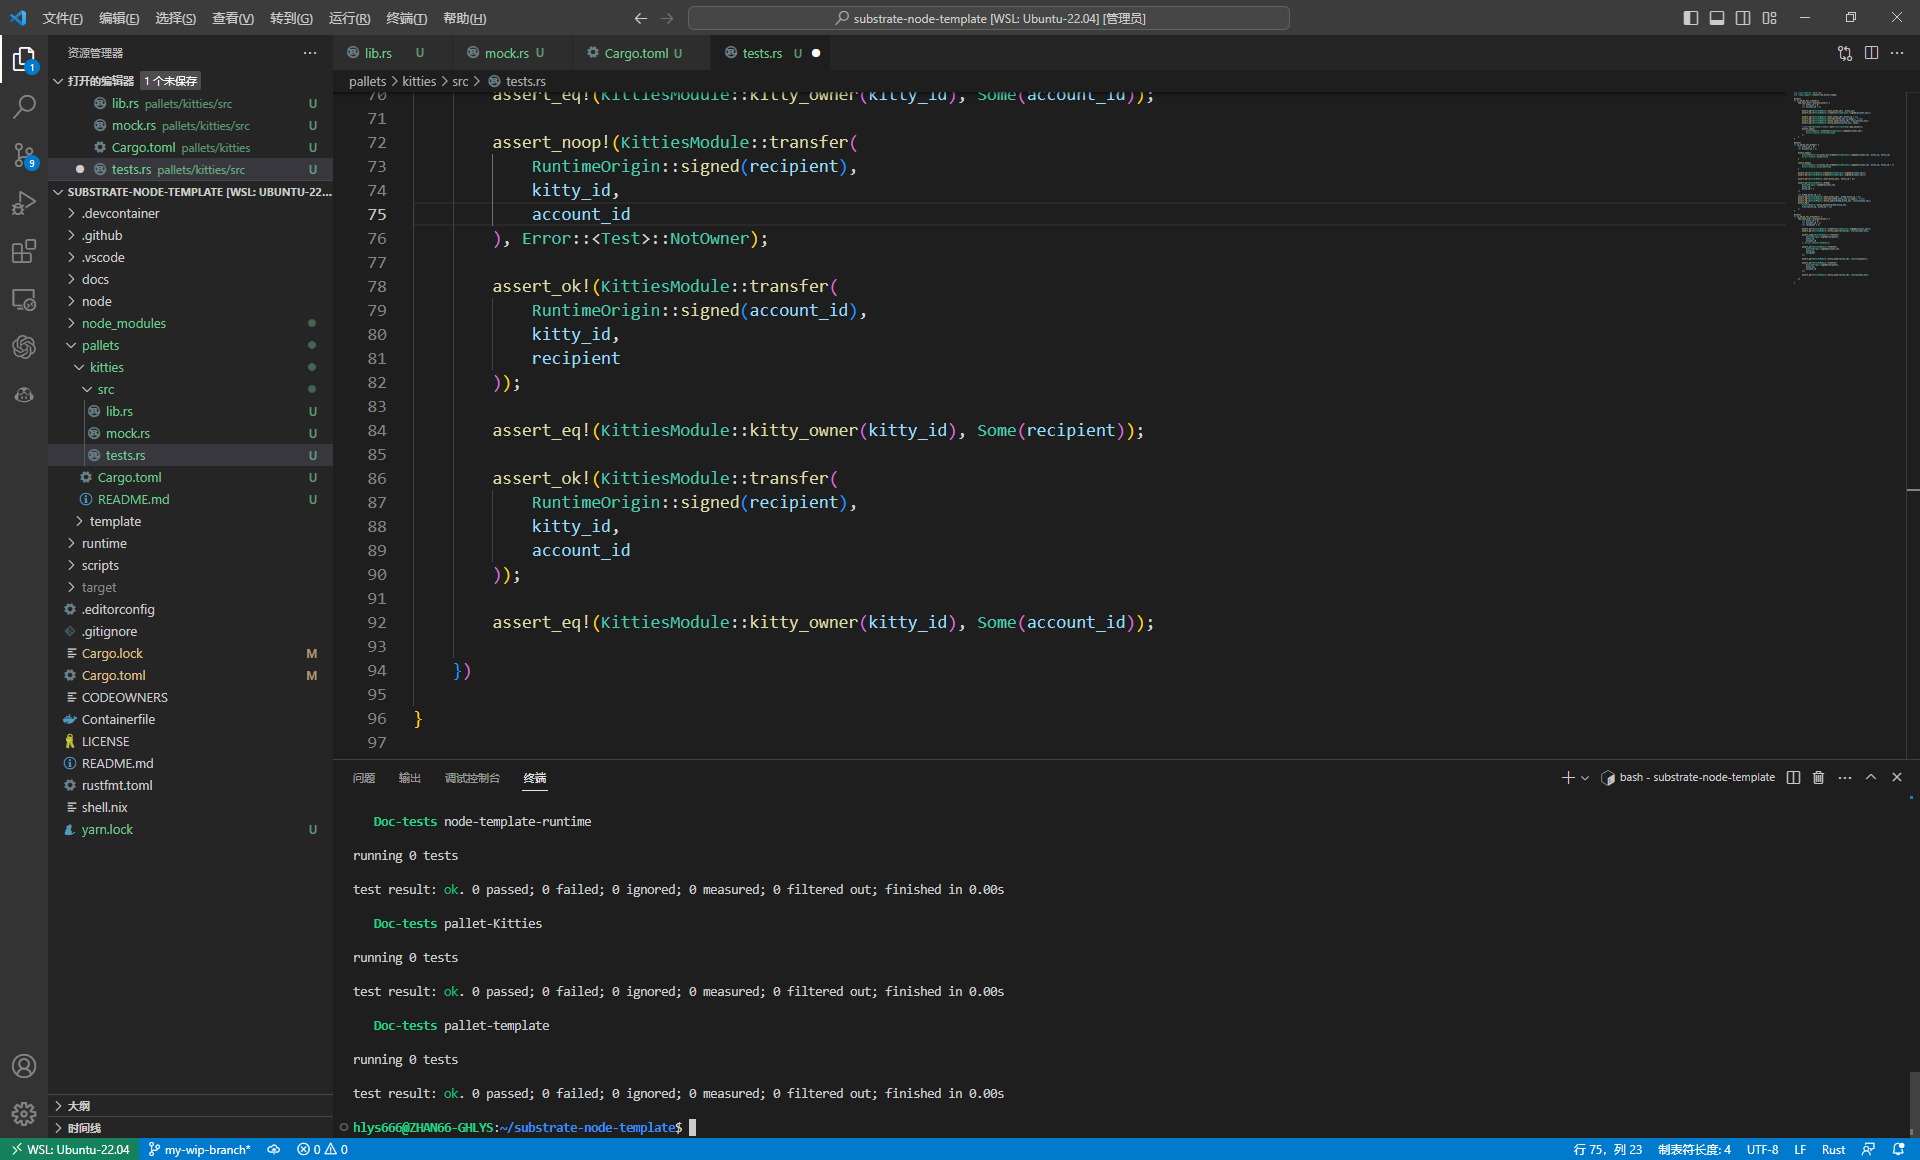 文件(F) 编辑(E) 选择(S) 查看(V) 转到(G) 运行(R) 终端(T) 帮助(H) substrate-node-template [WSL: Ubuntu-22.04] [管理员]
资源管理器
打开的编辑器 1 个未保存
lib.rs pallets/kitties/src U
mock.rs pallets/kitties/src U
Cargo.toml pallets/kitties U
tests.rs pallets/kitties/src U
SUBSTRATE-NODE-TEMPLATE [WSL: UBUNTU-22...
.devcontainer
.github
.vscode
docs
node
node_modules
pallets
kitties
src
lib.rs U
mock.rs U
tests.rs U
Cargo.toml U
README.md U
template
runtime
scripts
target
.editorconfig
.gitignore
Cargo.lock M
Cargo.toml M
CODEOWNERS
Containerfile
LICENSE
README.md
rustfmt.toml
shell.nix
yarn.lock U
大纲
时间线
1
9
lib.rs U mock.rs U Cargo.toml U tests.rs U
pallets > kitties > src > tests.rs
70 assert_eq!(KittiesModule::kitty_owner(kitty_id), Some(account_id));
71
72 assert_noop!(KittiesModule::transfer(
73 RuntimeOrigin::signed(recipient),
74 kitty_id,
75 account_id
76 ), Error::<Test>::NotOwner);
77
78 assert_ok!(KittiesModule::transfer(
79 RuntimeOrigin::signed(account_id),
80 kitty_id,
81 recipient
82 ));
83
84 assert_eq!(KittiesModule::kitty_owner(kitty_id), Some(recipient));
85
86 assert_ok!(KittiesModule::transfer(
87 RuntimeOrigin::signed(recipient),
88 kitty_id,
89 account_id
90 ));
91
92 assert_eq!(KittiesModule::kitty_owner(kitty_id), Some(account_id));
93
94 })
95
96 }
97
问题 输出 调试控制台 终端 bash - substrate-node-template
Doc-tests node-template-runtime
running 0 tests
test result: ok. 0 passed; 0 failed; 0 ignored; 0 measured; 0 filtered out; finished in 0.00s
Doc-tests pallet-Kitties
running 0 tests
test result: ok. 0 passed; 0 failed; 0 ignored; 0 measured; 0 filtered out; finished in 0.00s
Doc-tests pallet-template
running 0 tests
test result: ok. 0 passed; 0 failed; 0 ignored; 0 measured; 0 filtered out; finished in 0.00s
hlys666@ZHAN66-GHLYS:~/substrate-node-template$
WSL: Ubuntu-22.04 my-wip-branch* 0 0 行 75，列 23 制表符长度: 4 UTF-8 LF Rust